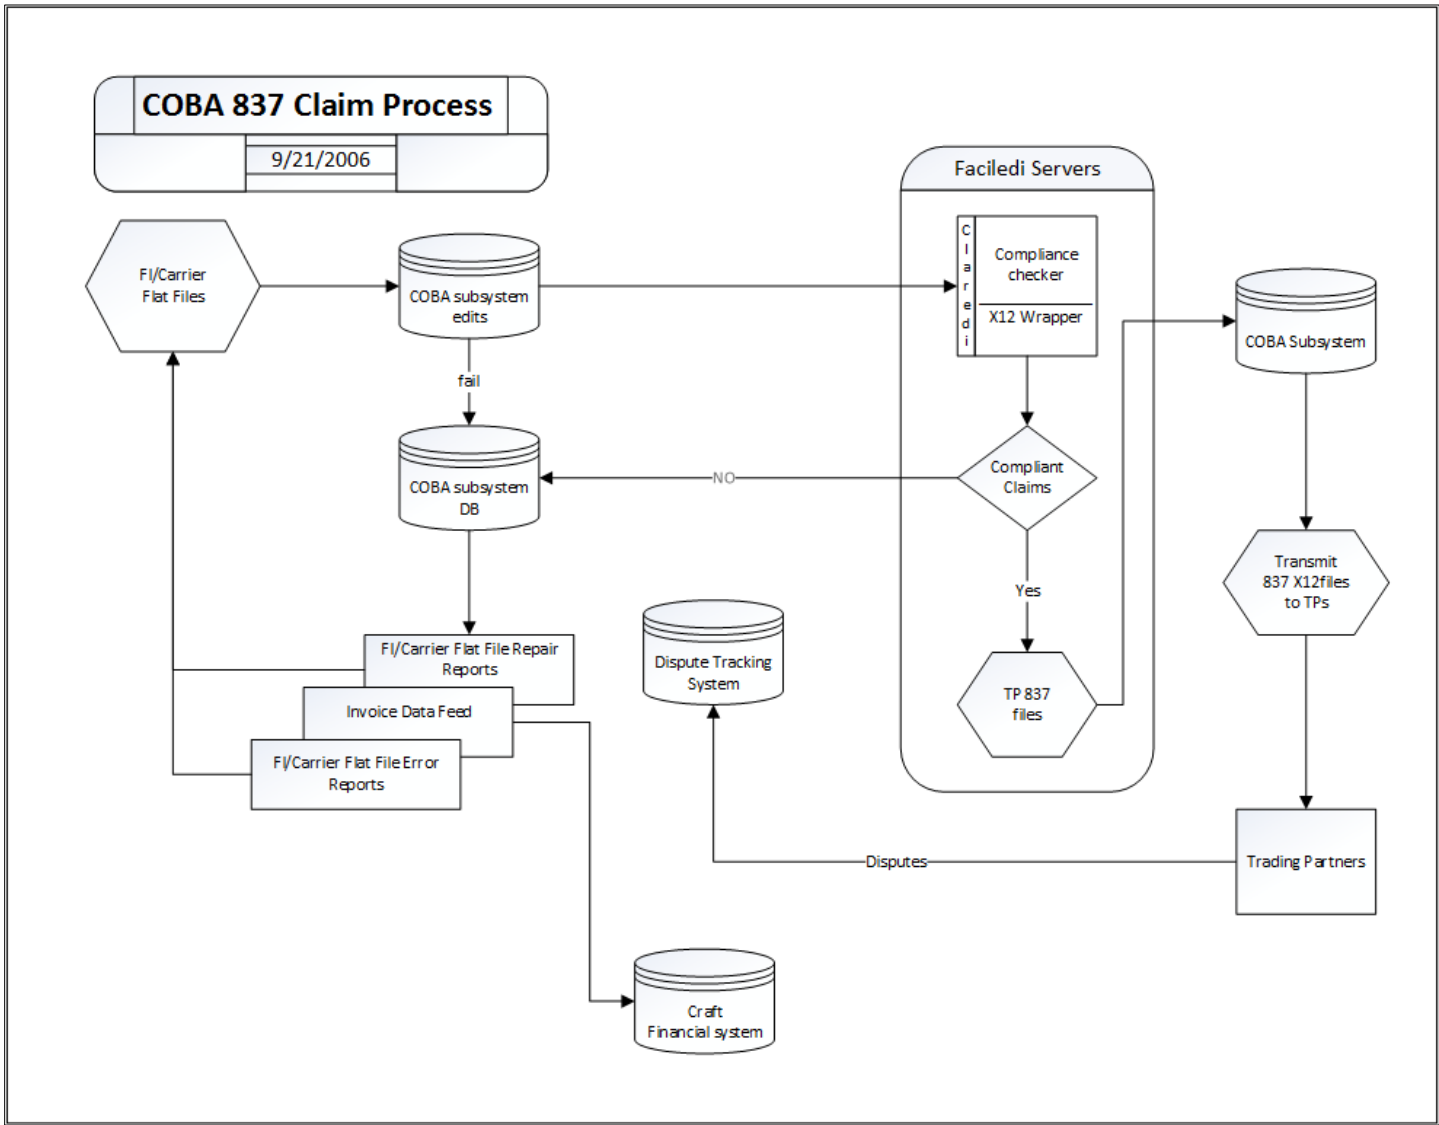 COBA 837 Claim Process
9/21/2006
Faciledi Servers
FI/Carrier
Flat Files
COBA subsystem
edits
Claredi
Compliance
checker
X12 Wrapper
COBA Subsystem
fail
COBA subsystem
DB
NO
Compliant
Claims
Transmit
837 X12files
to TPs
Yes
FI/Carrier Flat File Repair
Reports
Dispute Tracking
System
TP 837
files
Invoice Data Feed
FI/Carrier Flat File Error
Reports
Disputes
Trading Partners
Craft
Financial system